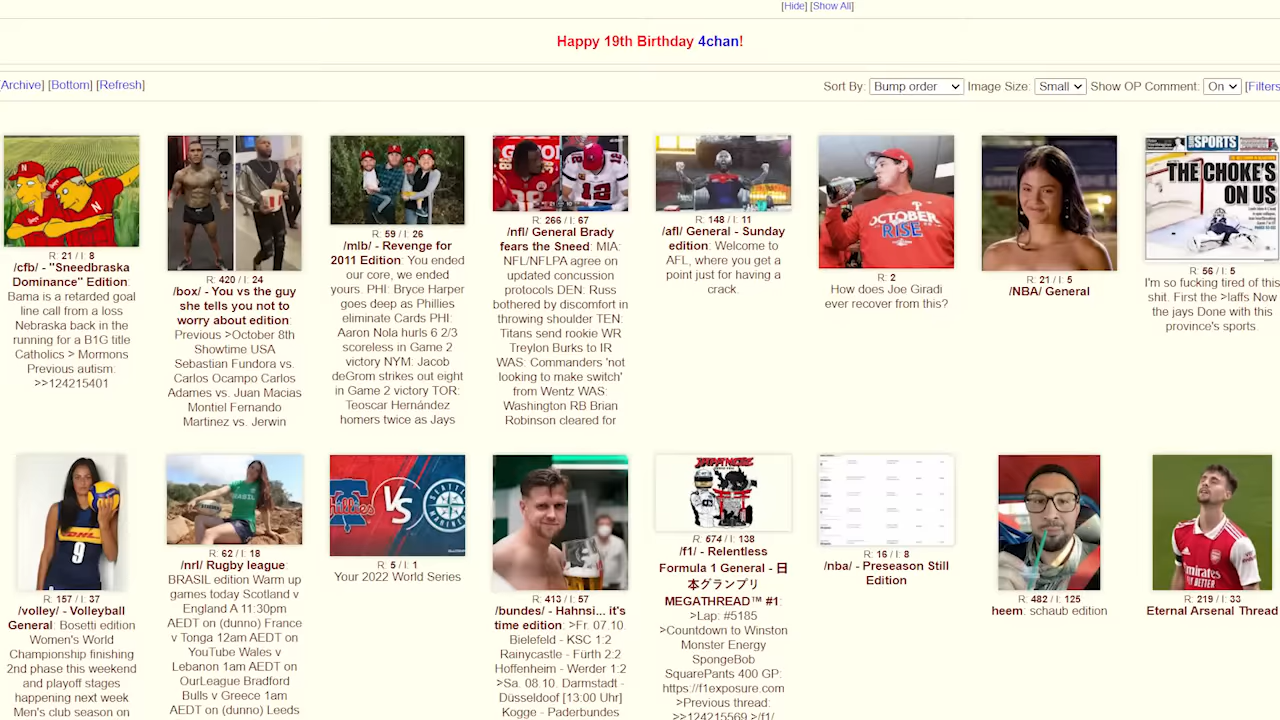 [Hide] [Show All]
Happy 19th Birthday 4chan!
Archive] [Bottom] [Refresh]
Sort By: Bump order Image Size: Small Show OP Comment: On [Filters
R: 21 / I: 8
/cfb/ - "Sneedbraska
Dominance" Edition:
Bama is a retarded goal
line call from a loss
Nebraska back in the
running for a B1G title
Catholics > Mormons
Previous autism:
>>124215401
R: 420 / I: 24
/box/ - You vs the guy
she tells you not to
worry about edition:
Previous >October 8th
Showtime USA
Sebastian Fundora vs.
Carlos Ocampo Carlos
Adames vs. Juan Macias
Montiel Fernando
Martinez vs. Jerwin
R: 59 / I: 26
/mlb/ - Revenge for
2011 Edition: You ended
our core, we ended
yours. PHI: Bryce Harper
goes deep as Phillies
eliminate Cards PHI:
Aaron Nola hurls 6 2/3
scoreless in Game 2
victory NYM: Jacob
deGrom strikes out eight
in Game 2 victory TOR:
Teoscar Hernández
homers twice as Jays
R: 266 / I: 67
/nfl/ General Brady
fears the Sneed: MIA:
NFL/NFLPA agree on
updated concussion
protocols DEN: Russ
bothered by discomfort in
throwing shoulder TEN:
Titans send rookie WR
Treylon Burks to IR
WAS: Commanders 'not
looking to make switch'
from Wentz WAS:
Washington RB Brian
Robinson cleared for
R: 148 / I: 11
/afl/ General - Sunday
edition: Welcome to
AFL, where you get a
point just for having a
crack.
OCTOBER
RISE
R: 2
How does Joe Giradi
ever recover from this?
R: 21 / I: 5
/NBA/ General
SPORTS
THE CHOKE'S
ON US
R: 56 / I: 5
I'm so fucking tired of this
shit. First the >laffs Now
the jays Done with this
province's sports.
DHL
9
R: 157 / I: 37
/volley/ - Volleyball
General: Bosetti edition
Women's World
Championship finishing
2nd phase this weekend
and playoff stages
happening next week
Men's club season on
R: 62 / I: 18
/nrl/ Rugby league
BRASIL edition Warm up
games today Scotland v
England A 11:30pm
AEDT on (dunno) France
v Tonga 12am AEDT on
YouTube Wales v
Lebanon 1am AEDT on
OurLeague Bradford
Bulls v Greece 1am
AEDT on (dunno) Leeds
Phillies VS
R: 5 / I: 1
Your 2022 World Series
R: 413 / I: 57
/bundes/ - Hahnsi... it's
time edition: >Fr. 07.10.
Bielefeld - KSC 1:2
Rainycastle - Fürth 2:2
Hoffenheim - Werder 1:2
>Sa. 08.10. Darmstadt -
Düsseldoof [13:00 Uhr]
Kogge - Paderbundes
R: 674 / I: 138
/f1/ - Relentless
Formula 1 General - 日
本グランプリ
MEGATHREAD™ #1:
>Lap: #5185
>Countdown to Winston
Monster Energy
SpongeBob
SquarePants 400 GP:
https://f1exposure.com
>Previous thread:
>>124215569 >/f1/
R: 16 / I: 8
/nba/ - Preseason Still
Edition
R: 482 / I: 125
heem: schaub edition
Emirates
FLY BETTER
R: 219 / I: 33
Eternal Arsenal Thread